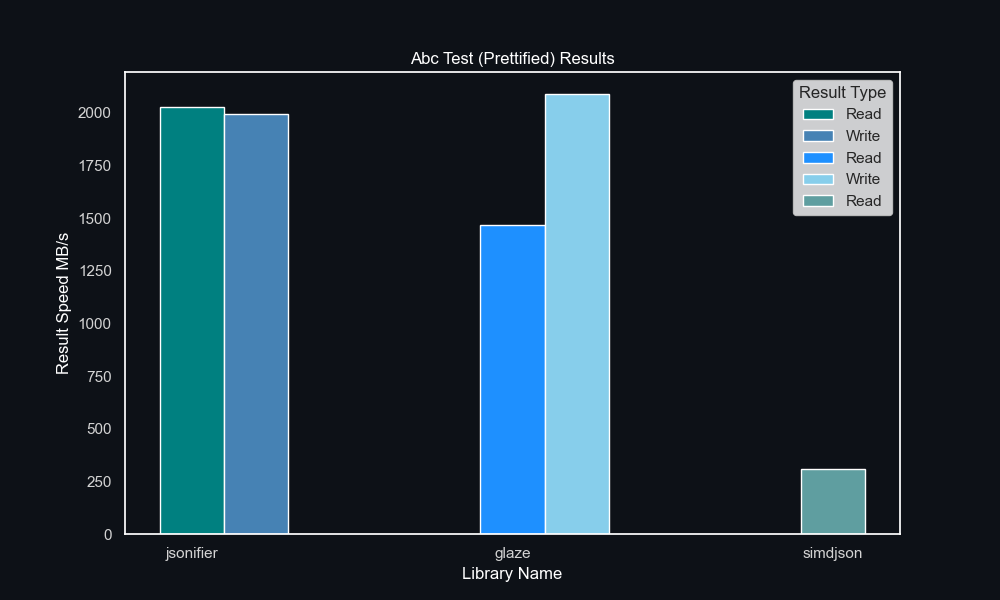 Abc Test (Prettified) Results
Result Type
Read
Write
Read
Write
Read
Result Speed MB/s
2000
1750
1500
1250
1000
750
500
250
0
jsonifier
glaze
simdjson
Library Name